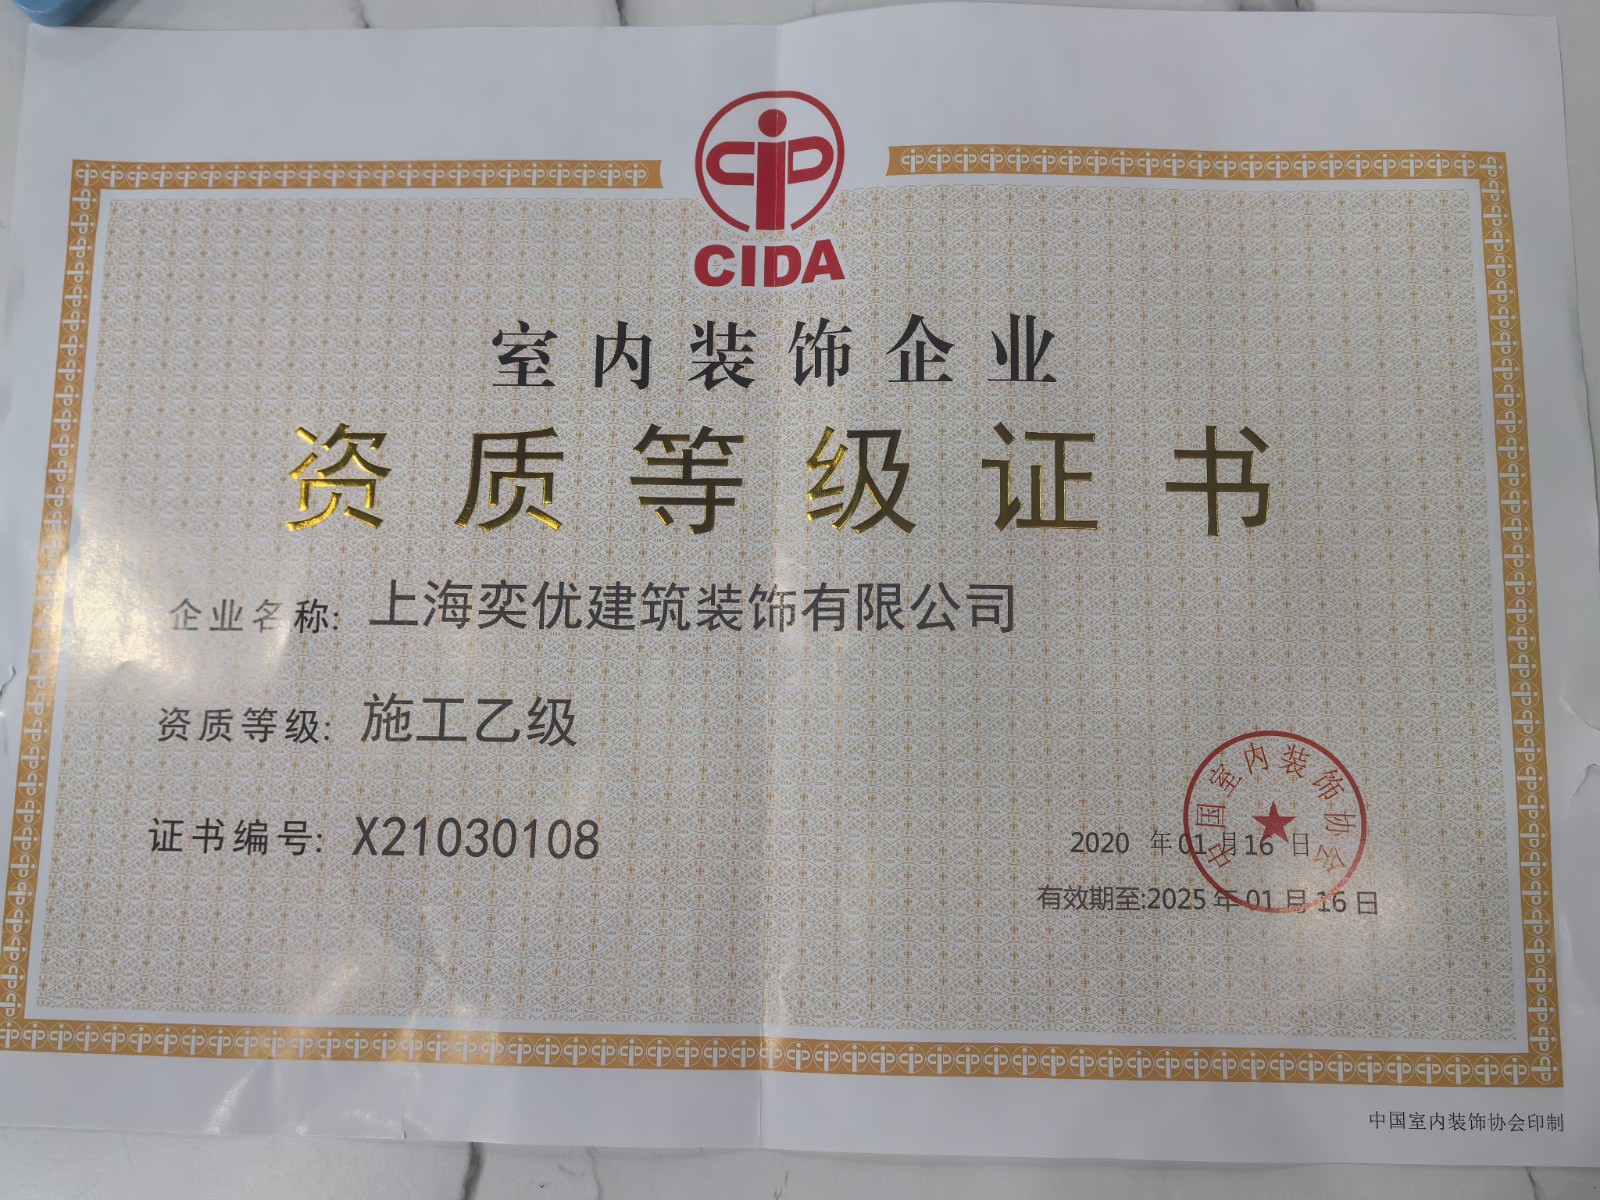 CIDA
室内装饰企业
资质等级证书
企业名称: 上海奕优建筑装饰有限公司
资质等级: 施工乙级
证书编号: X21030108
中国室内装饰协会
2020 年 01 月 16 日
有效期至:2025 年 01 月 16 日
中国室内装饰协会印制